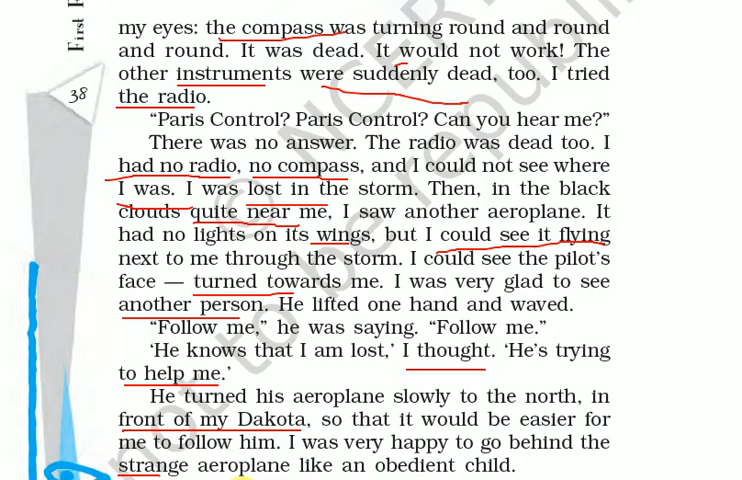 First F
38
my eyes: the compass was turning round and round
and round. It was dead. It would not work! The
other instruments were suddenly dead, too. I tried
the radio.
“Paris Control? Paris Control? Can you hear me?”
There was no answer. The radio was dead too. I
had no radio, no compass, and I could not see where
I was. I was lost in the storm. Then, in the black
clouds quite near me, I saw another aeroplane. It
had no lights on its wings, but I could see it flying
next to me through the storm. I could see the pilot’s
face — turned towards me. I was very glad to see
another person. He lifted one hand and waved.
“Follow me,” he was saying. “Follow me.”
‘He knows that I am lost,’ I thought. ‘He’s trying
to help me.’
He turned his aeroplane slowly to the north, in
front of my Dakota, so that it would be easier for
me to follow him. I was very happy to go behind the
strange aeroplane like an obedient child.
© NCERT
not to be republi